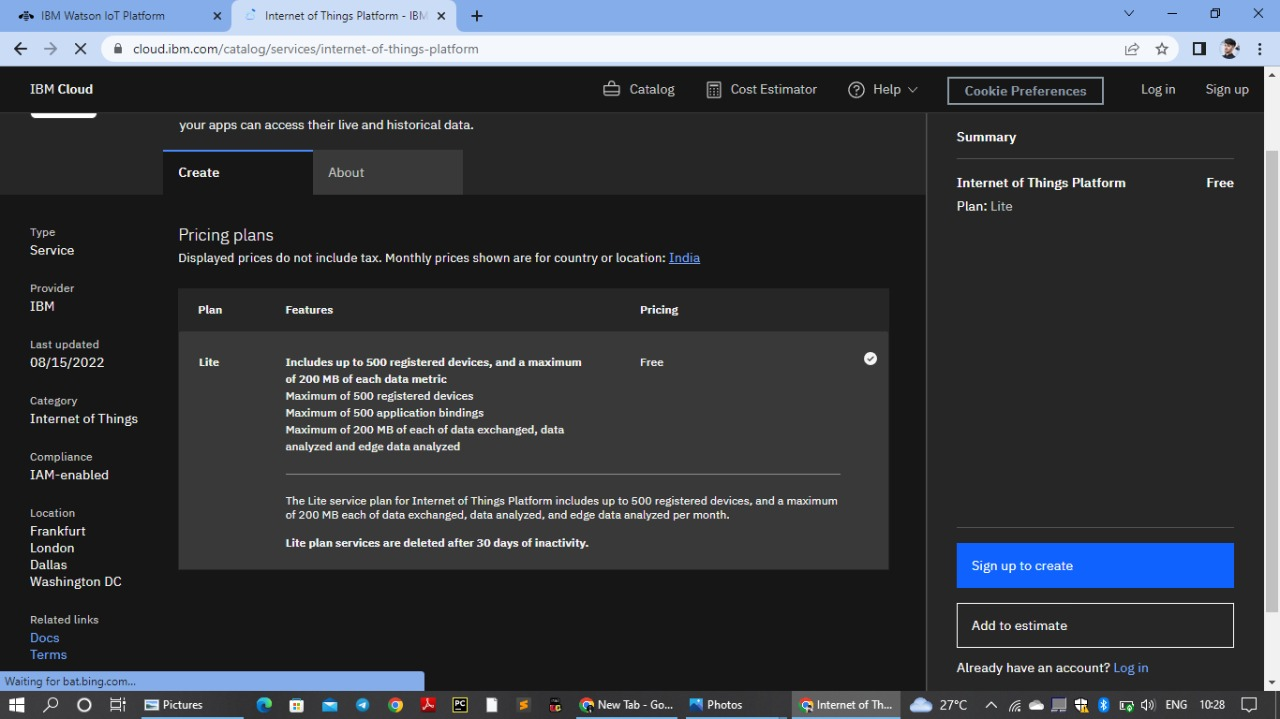 IBM Watson IoT Platform
Internet of Things Platform - IBM
cloud.ibm.com/catalog/services/internet-of-things-platform
IBM Cloud
Catalog
Cost Estimator
Help
Cookie Preferences
Log in
Sign up
your apps can access their live and historical data.
Create
About
Type
Service
Provider
IBM
Last updated
08/15/2022
Category
Internet of Things
Compliance
IAM-enabled
Location
Frankfurt
London
Dallas
Washington DC
Related links
Docs
Terms
Pricing plans
Displayed prices do not include tax. Monthly prices shown are for country or location: India
Plan Features Pricing
Lite
Includes up to 500 registered devices, and a maximum
of 200 MB of each data metric
Maximum of 500 registered devices
Maximum of 500 application bindings
Maximum of 200 MB of each of data exchanged, data
analyzed and edge data analyzed
Free
The Lite service plan for Internet of Things Platform includes up to 500 registered devices, and a maximum
of 200 MB each of data exchanged, data analyzed, and edge data analyzed per month.
Lite plan services are deleted after 30 days of inactivity.
Summary
Internet of Things Platform Free
Plan: Lite
Sign up to create
Add to estimate
Already have an account? Log in
Waiting for bat.bing.com...
Pictures
PC
New Tab - Go...
Photos
Internet of Th...
27°C
ENG
10:28